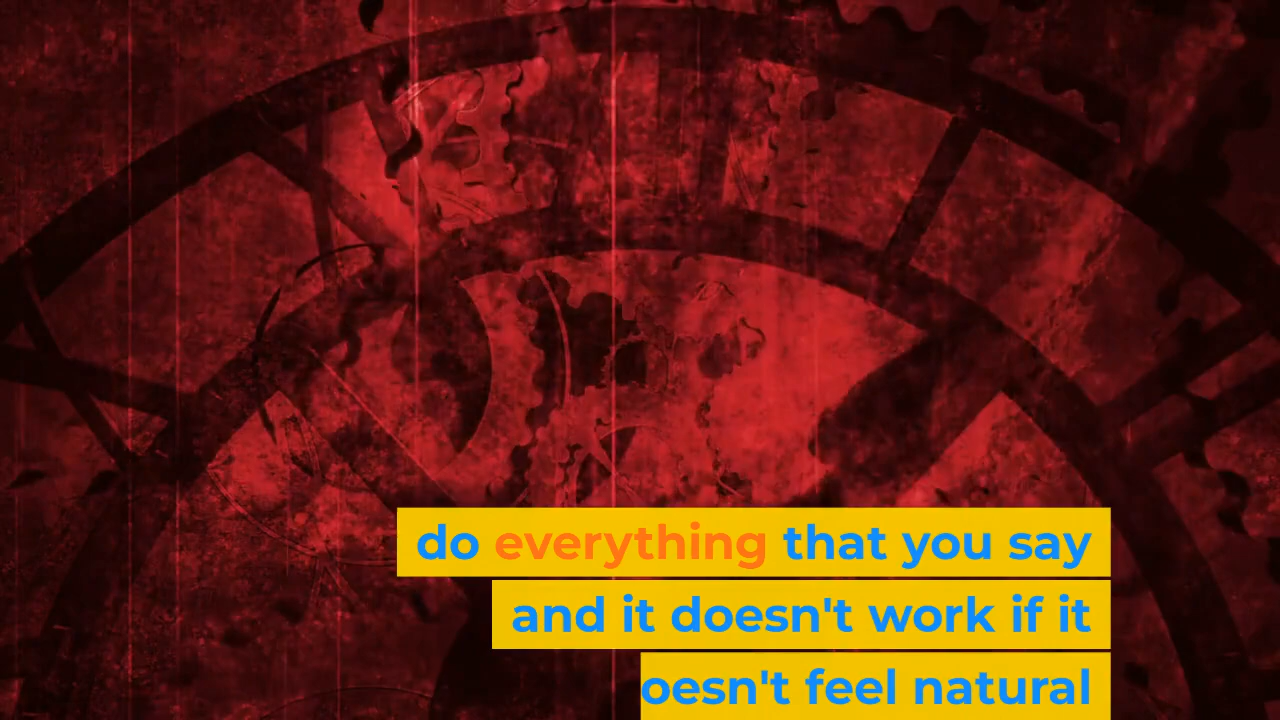 do everything that you say
and it doesn't work if it
oesn't feel natural